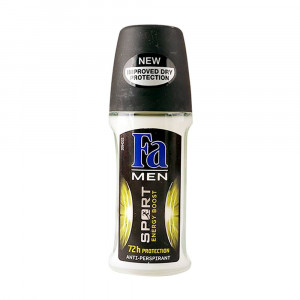 NEW
IMPROVED DRY
PROTECTION
Fa
MEN
SPORT
ENERGY BOOST
72h PROTECTION
ANTI-PERSPIRANT